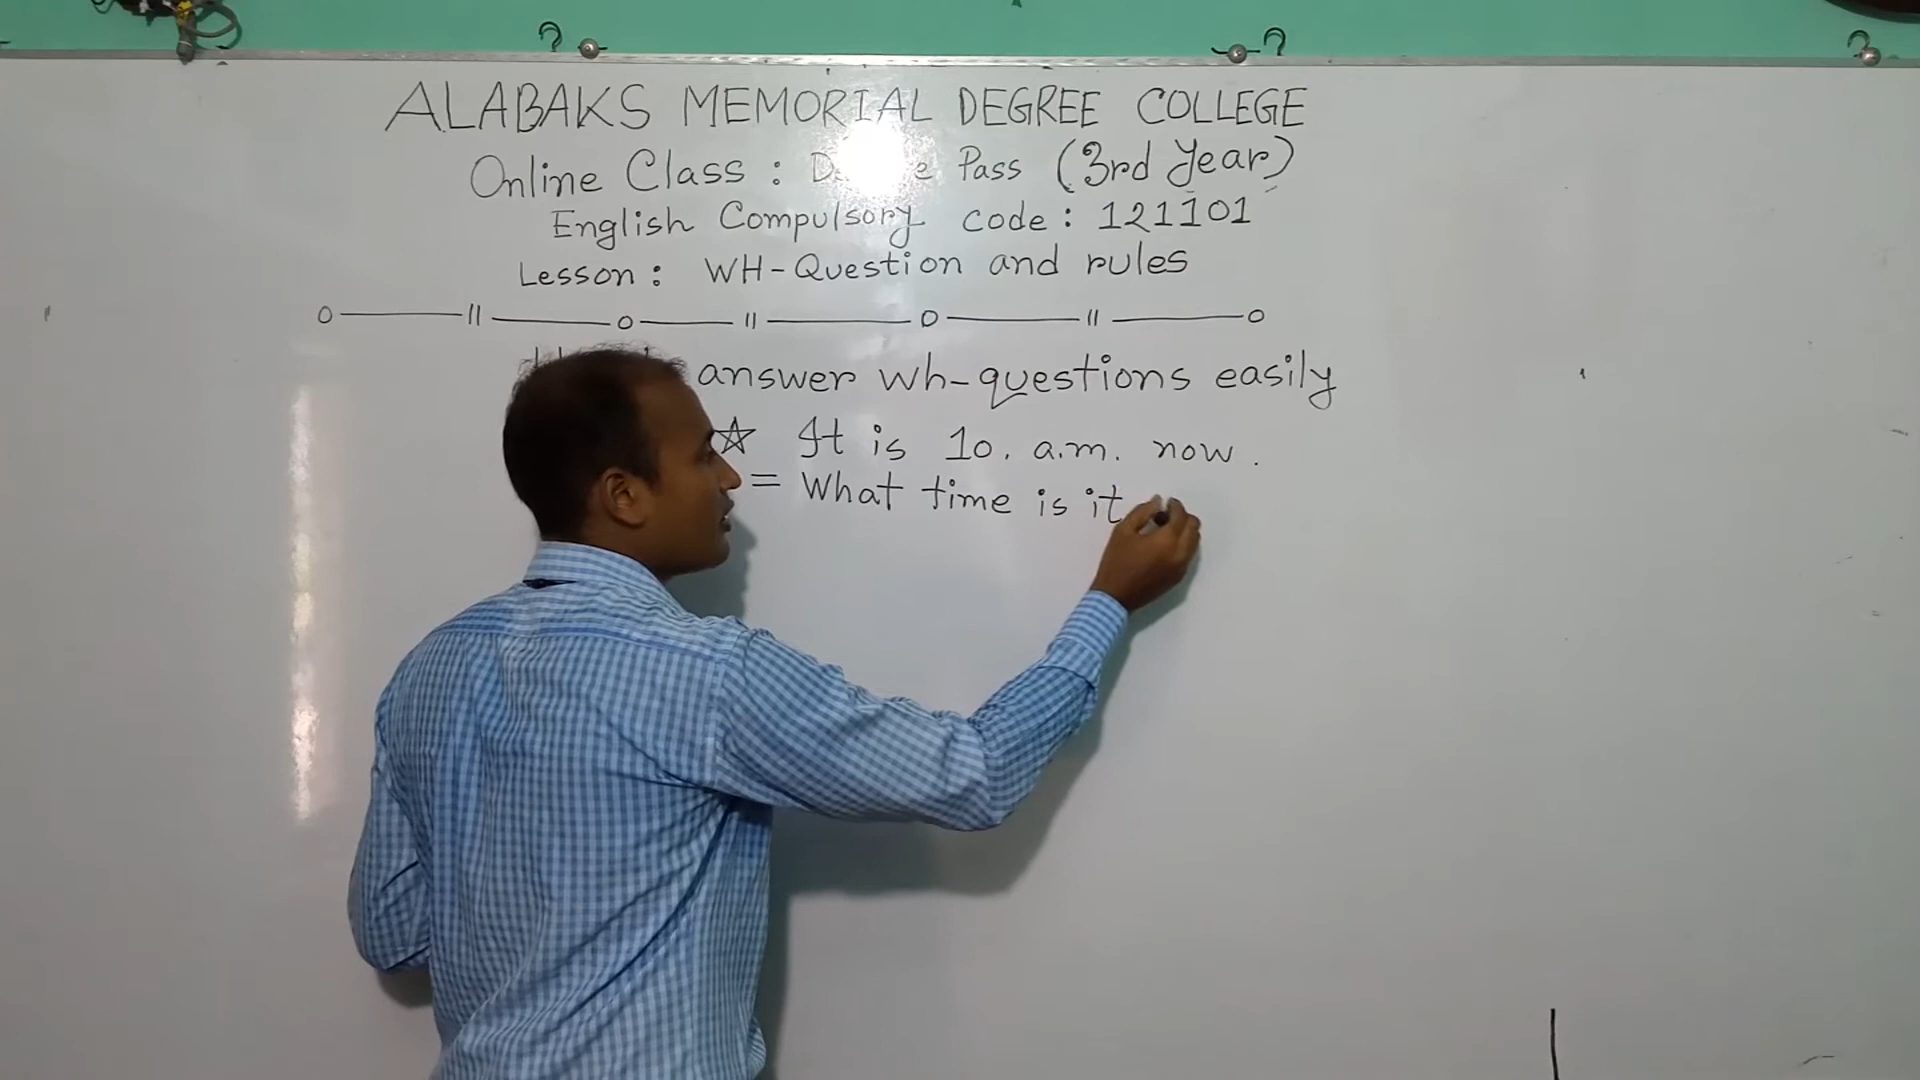 ALABAKS MEMORIAL DEGREE COLLEGE
Online Class : Pass (3rd Year)
English Compulsory code : 121101
Lesson : WH-Question and rules
answer wh-questions easily
☆ It is 10. a.m. now.
= What time is it